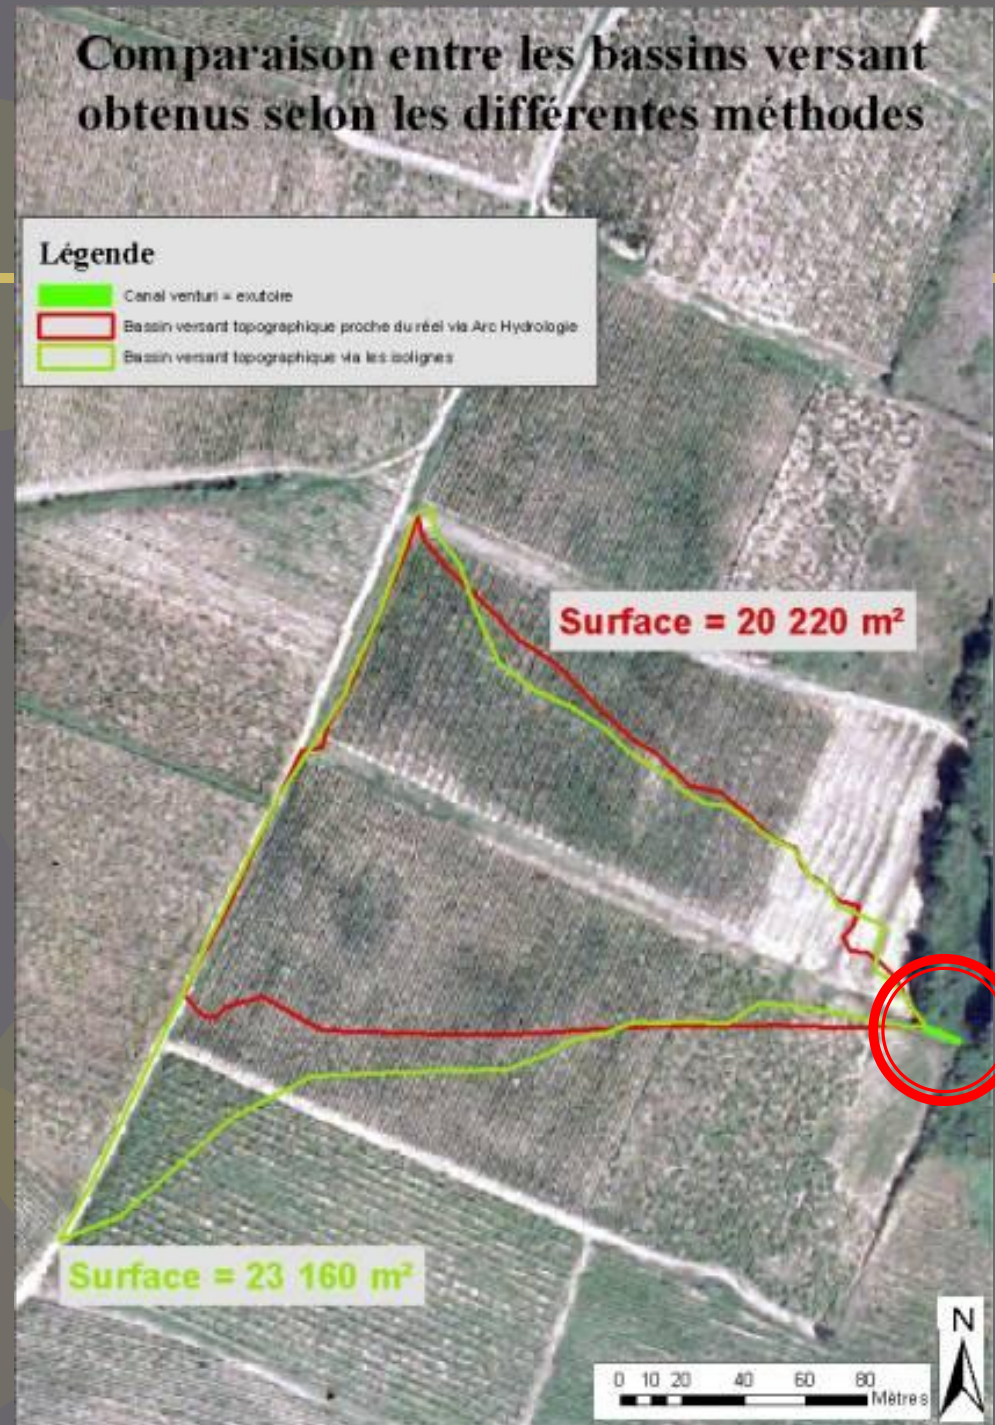 Comparaison entre les bassins versant
obtenus selon les différentes méthodes
Légende
Canal venturi = exutoire
Bassin versant topographique proche du réel via Arc Hydrologie
Bassin versant topographique via les isolignes
Surface = 20 220 m²
Surface = 23 160 m²
N
0 10 20 40 60 80
Mètres